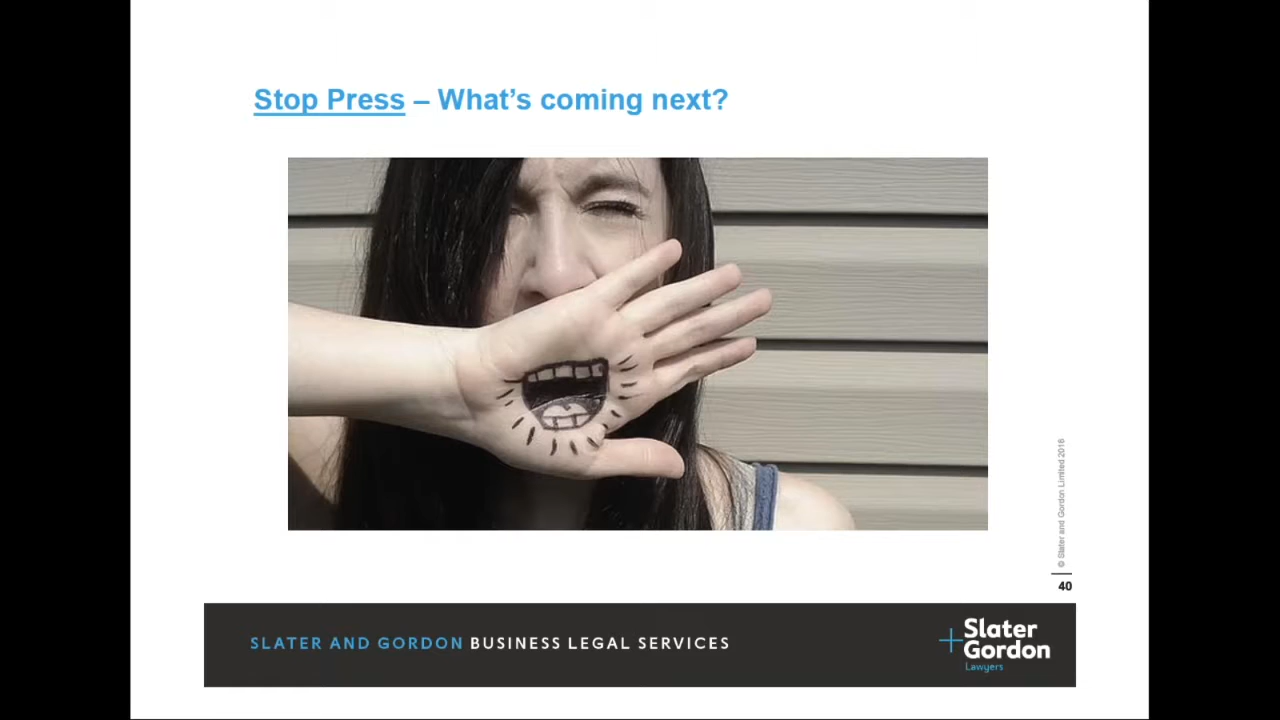 Stop Press – What's coming next?
© Slater and Gordon Limited 2016
40
SLATER AND GORDON BUSINESS LEGAL SERVICES
Slater
Gordon
Lawyers